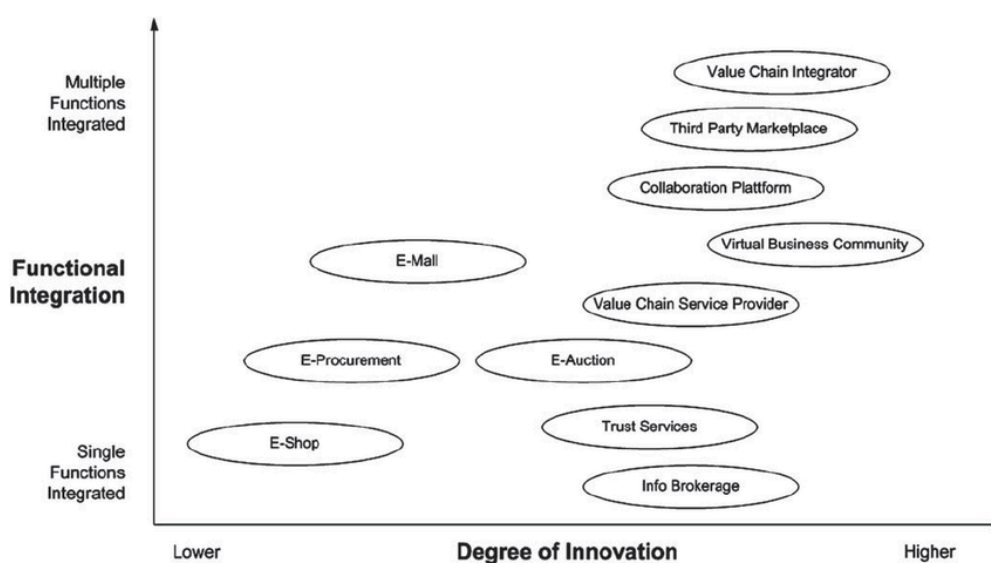 Multiple
Functions
Integrated
Value Chain Integrator
Third Party Marketplace
Collaboration Plattform
Virtual Business Community
Functional
Integration
E-Mall
Value Chain Service Provider
E-Procurement
E-Auction
Trust Services
E-Shop
Single
Functions
Integrated
Info Brokerage
Lower
Degree of Innovation
Higher